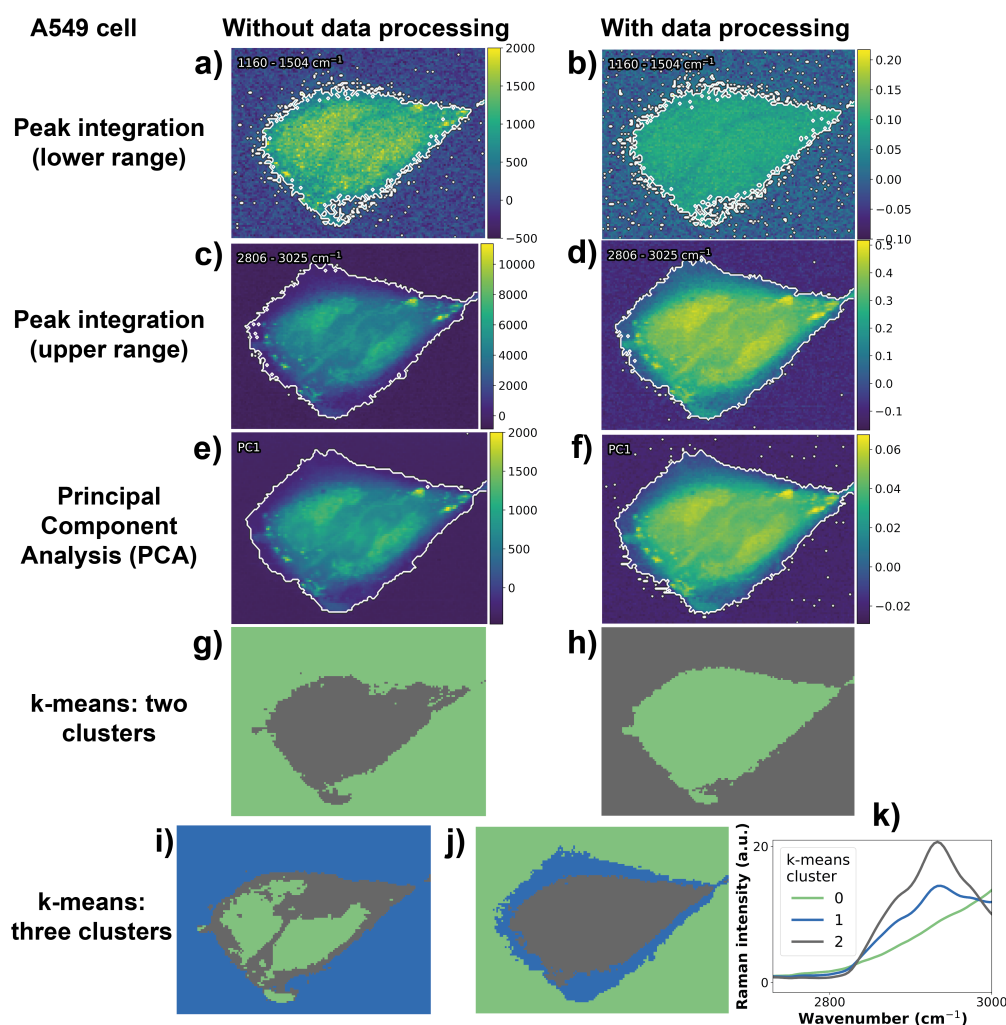 A549 cell
Without data processing
With data processing
a)
1160 - 1504 cm⁻¹
2000
1500
1000
500
0
−500
b)
1160 - 1504 cm⁻¹
0.20
0.15
0.10
0.05
0.00
−0.05
−0.10
Peak integration
(lower range)
c)
2806 - 3025 cm⁻¹
10000
8000
6000
4000
2000
0
d)
2806 - 3025 cm⁻¹
0.5
0.4
0.3
0.2
0.1
0.0
−0.1
Peak integration
(upper range)
e)
PC1
2000
1500
1000
500
0
f)
PC1
0.06
0.04
0.02
0.00
−0.02
Principal
Component
Analysis (PCA)
g)
h)
k-means: two
clusters
i)
j)
k)
k-means:
three clusters
Raman intensity (a.u.)
20
0
k-means
cluster
0
1
2
2800
3000
Wavenumber (cm⁻¹)